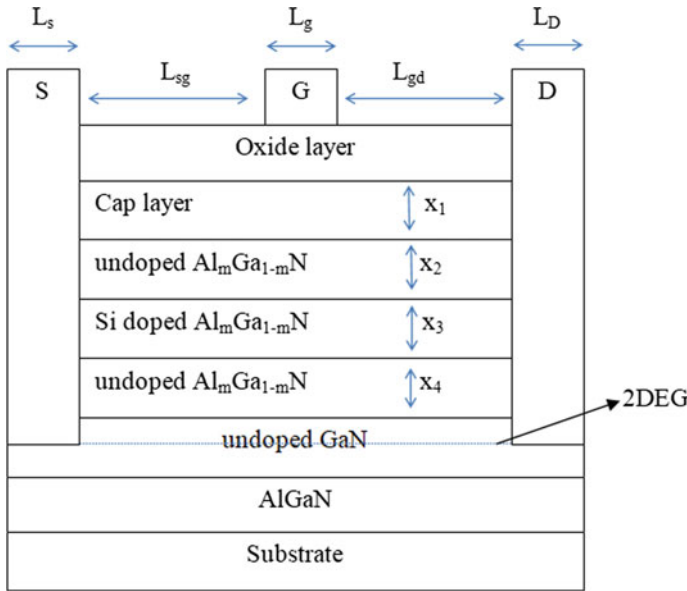 Ls Lg LD
Lsg Lgd
S G D
Oxide layer
Cap layer x1
undoped AlmGa1-mN x2
Si doped AlmGa1-mN x3
undoped AlmGa1-mN x4
2DEG
undoped GaN
AlGaN
Substrate